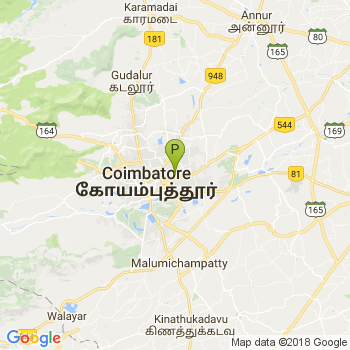 Karamadai
காரமடை
Annur
அன்னூர்
181
80
165
948
Gudalur
கடலூர்
164
544
169
P
Coimbatore
கோயம்புத்தூர்
81
165
Malumichampatty
Walayar
Kinathukadavu
கிணத்துக்கடவு
Google
Map data ©2018 Google